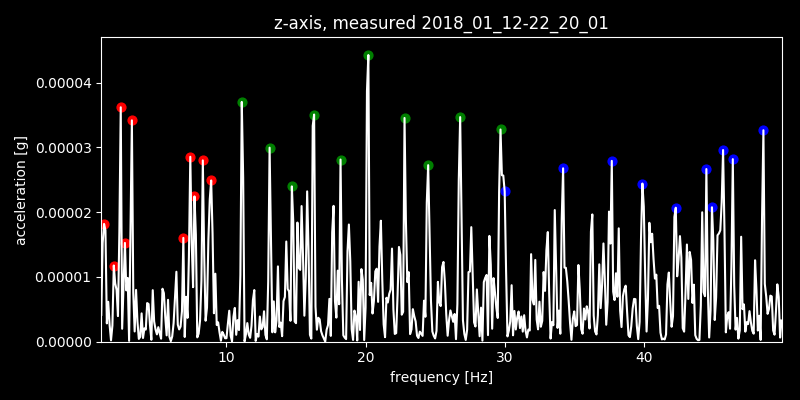 z-axis, measured 2018_01_12-22_20_01
acceleration [g]
0.00004
0.00003
0.00002
0.00001
0.00000
10 20 30 40
frequency [Hz]